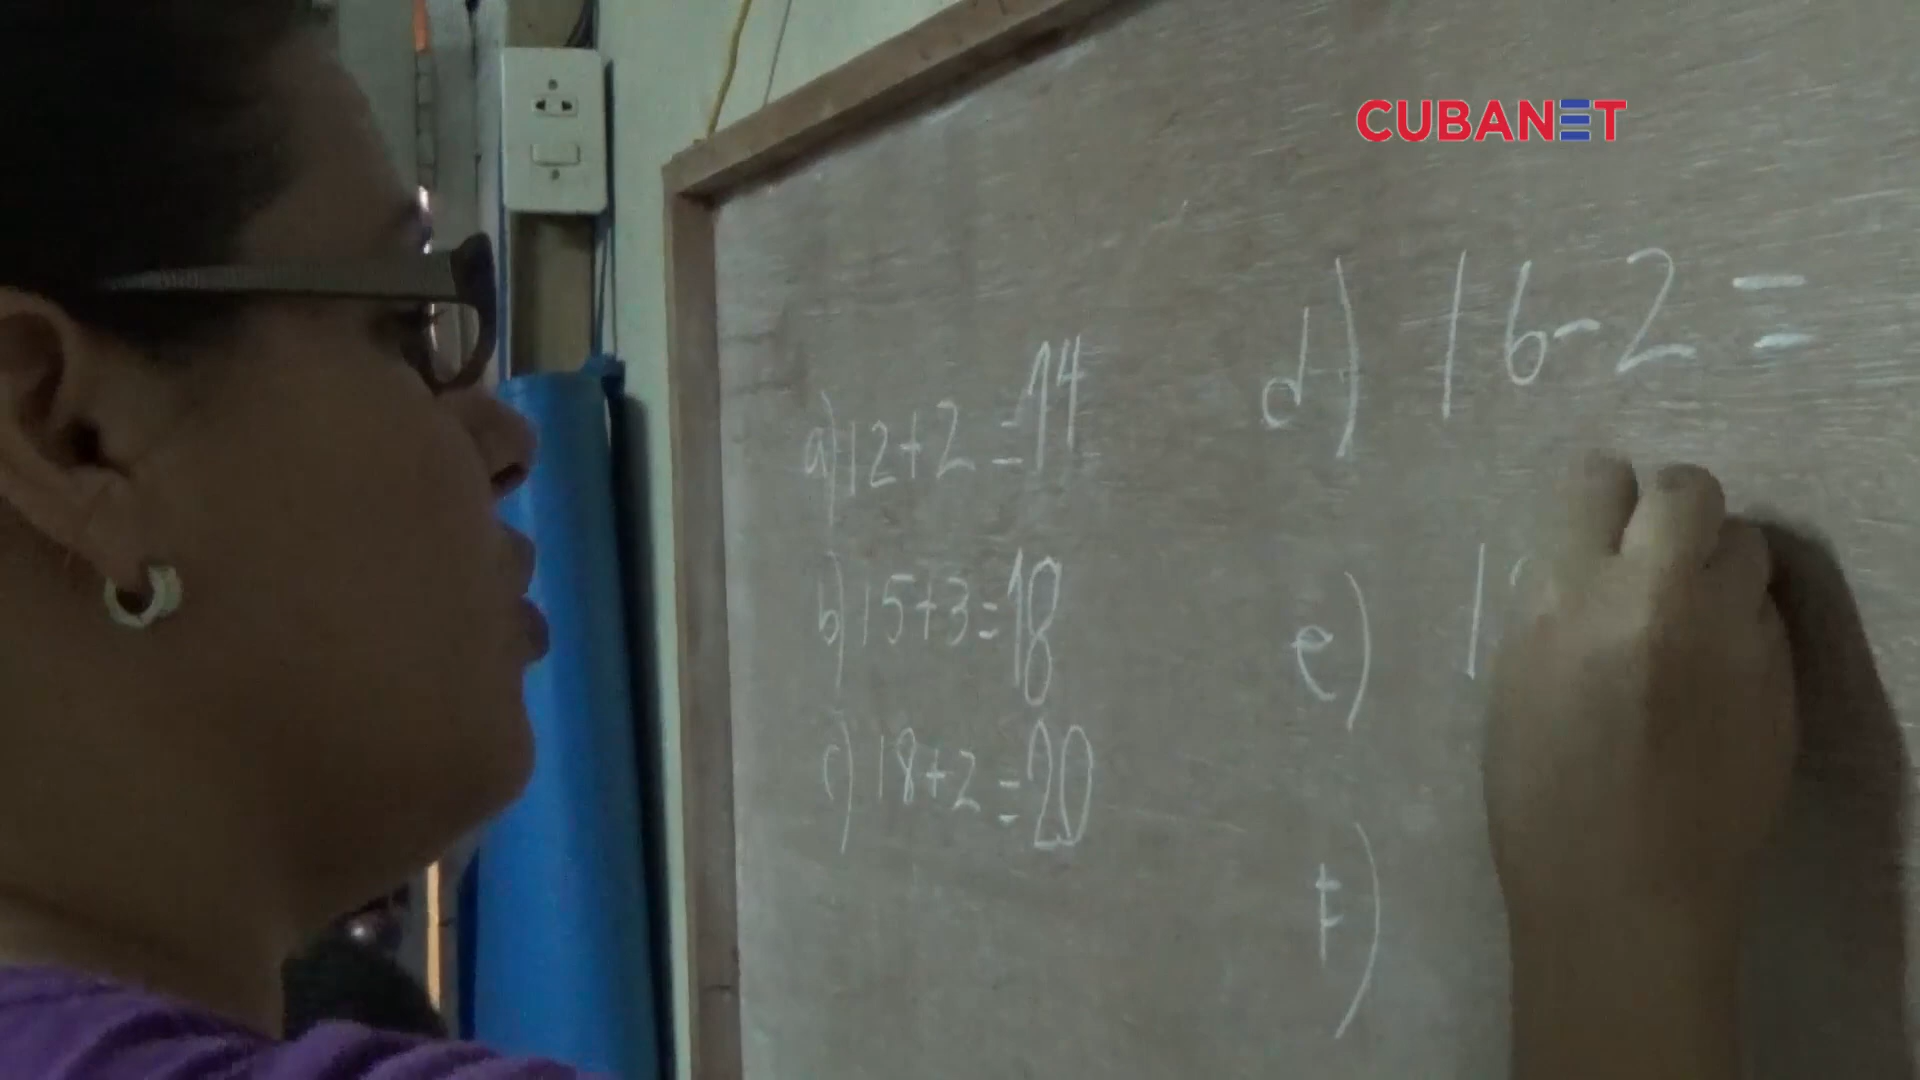 CUBANET
a) 12+2 = 14
b) 15+3 = 18
c) 18+2 = 20
d) 16-2 =
e) 1
f)